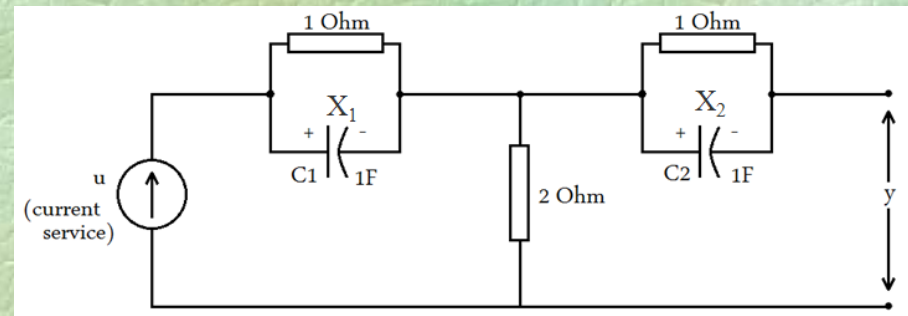 1 Ohm
1 Ohm
X₁
X₂
+ -
+ -
C1 1F
C2 1F
u
(current
service)
2 Ohm
y